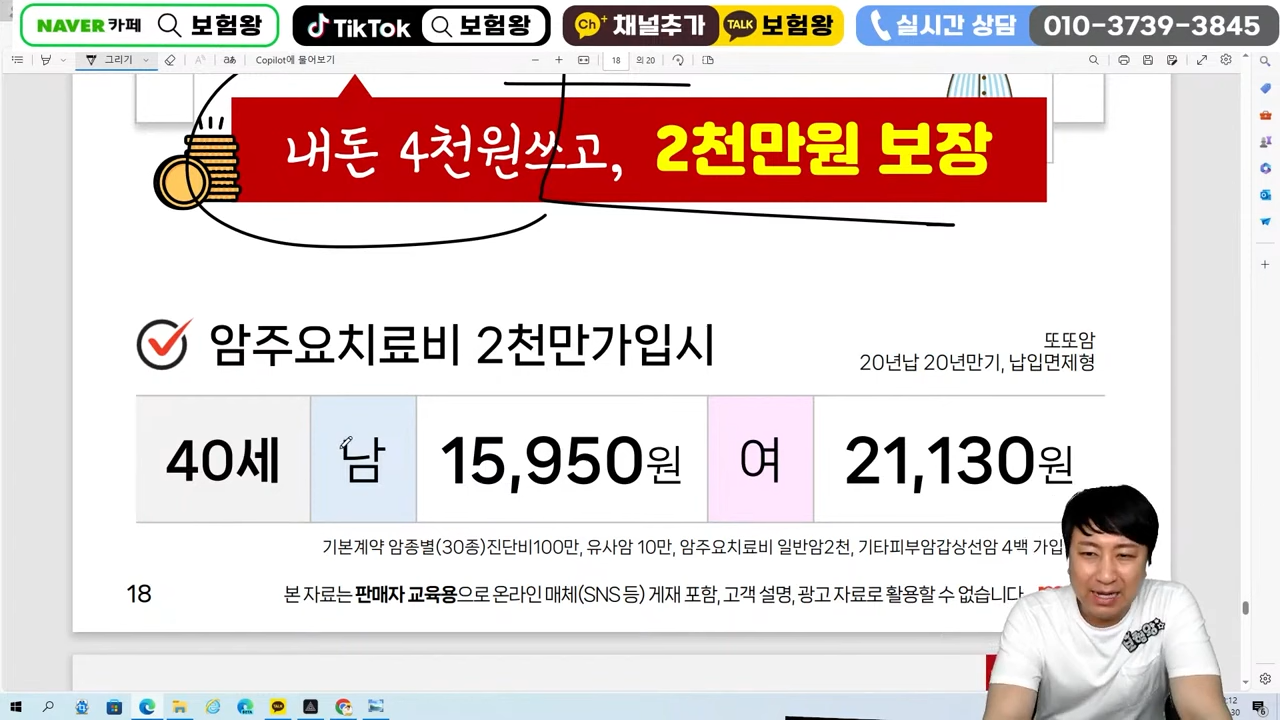 NAVER 카페 보험왕
TikTok 보험왕
Ch+ 채널추가 TALK 보험왕
실시간 상담 010-3739-3845
그리기 aあ Copilot에 물어보기 18 의 20
내돈 4천원쓰고, 2천만원 보장
암주요치료비 2천만가입시
또또암
20년납 20년만기, 납입면제형
40세 남 15,950원 여 21,130원
기본계약 암종별(30종)진단비100만, 유사암 10만, 암주요치료비 일반암2천, 기타피부암갑상선암 4백 가입
18 본 자료는 판매자 교육용으로 온라인 매체(SNS 등) 게재 포함, 고객 설명, 광고 자료로 활용할 수 없습니다.
보험왕